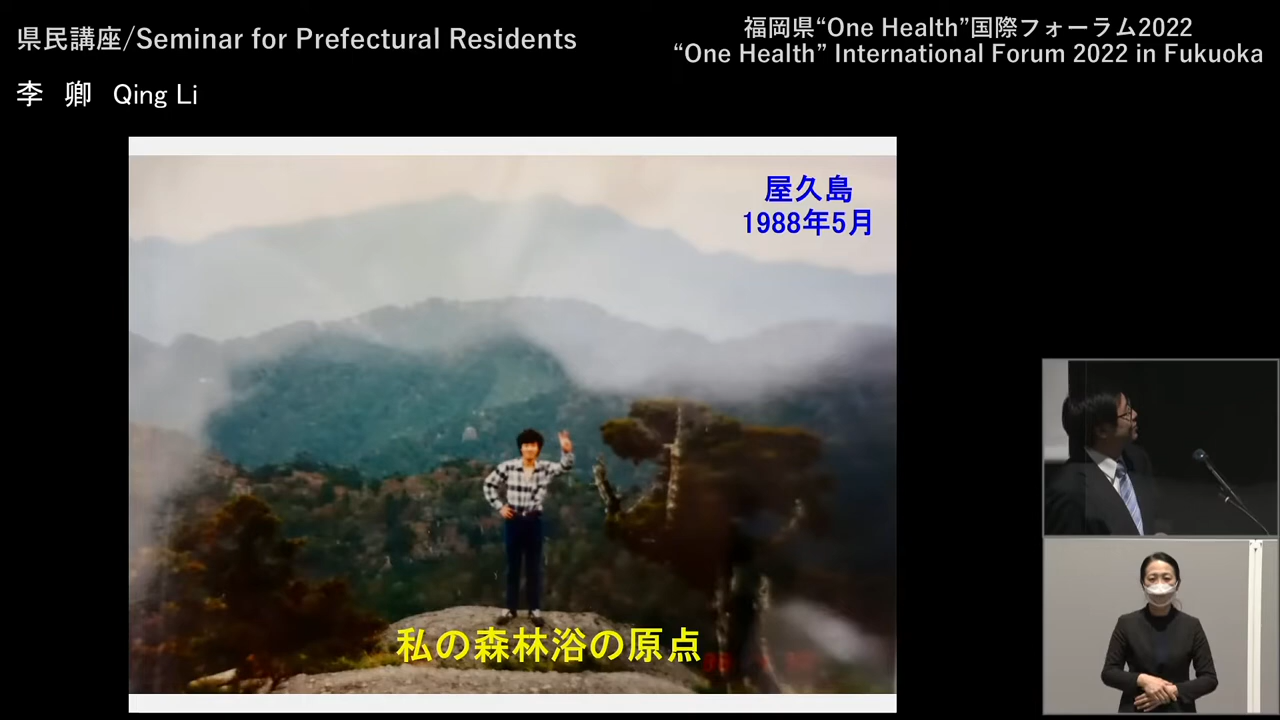 県民講座/Seminar for Prefectural Residents
福岡県“One Health”国際フォーラム2022
“One Health” International Forum 2022 in Fukuoka
李 卿 Qing Li
屋久島
1988年5月
私の森林浴の原点